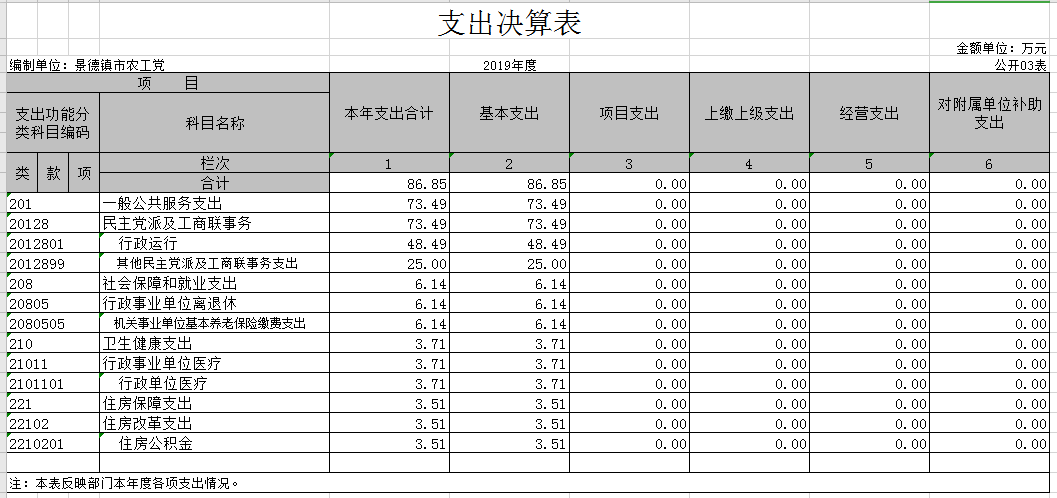 支出决算表
金额单位：万元
编制单位：景德镇市农工党 2019年度 公开03表
项 目 本年支出合计 基本支出 项目支出 上缴上级支出 经营支出 对附属单位补助支出
支出功能分类科目编码 科目名称
类 款 项 栏次 1 2 3 4 5 6
合计 86.85 86.85 0.00 0.00 0.00 0.00
201 一般公共服务支出 73.49 73.49 0.00 0.00 0.00 0.00
20128 民主党派及工商联事务 73.49 73.49 0.00 0.00 0.00 0.00
2012801 行政运行 48.49 48.49 0.00 0.00 0.00 0.00
2012899 其他民主党派及工商联事务支出 25.00 25.00 0.00 0.00 0.00 0.00
208 社会保障和就业支出 6.14 6.14 0.00 0.00 0.00 0.00
20805 行政事业单位离退休 6.14 6.14 0.00 0.00 0.00 0.00
2080505 机关事业单位基本养老保险缴费支出 6.14 6.14 0.00 0.00 0.00 0.00
210 卫生健康支出 3.71 3.71 0.00 0.00 0.00 0.00
21011 行政事业单位医疗 3.71 3.71 0.00 0.00 0.00 0.00
2101101 行政单位医疗 3.71 3.71 0.00 0.00 0.00 0.00
221 住房保障支出 3.51 3.51 0.00 0.00 0.00 0.00
22102 住房改革支出 3.51 3.51 0.00 0.00 0.00 0.00
2210201 住房公积金 3.51 3.51 0.00 0.00 0.00 0.00
注：本表反映部门本年度各项支出情况。